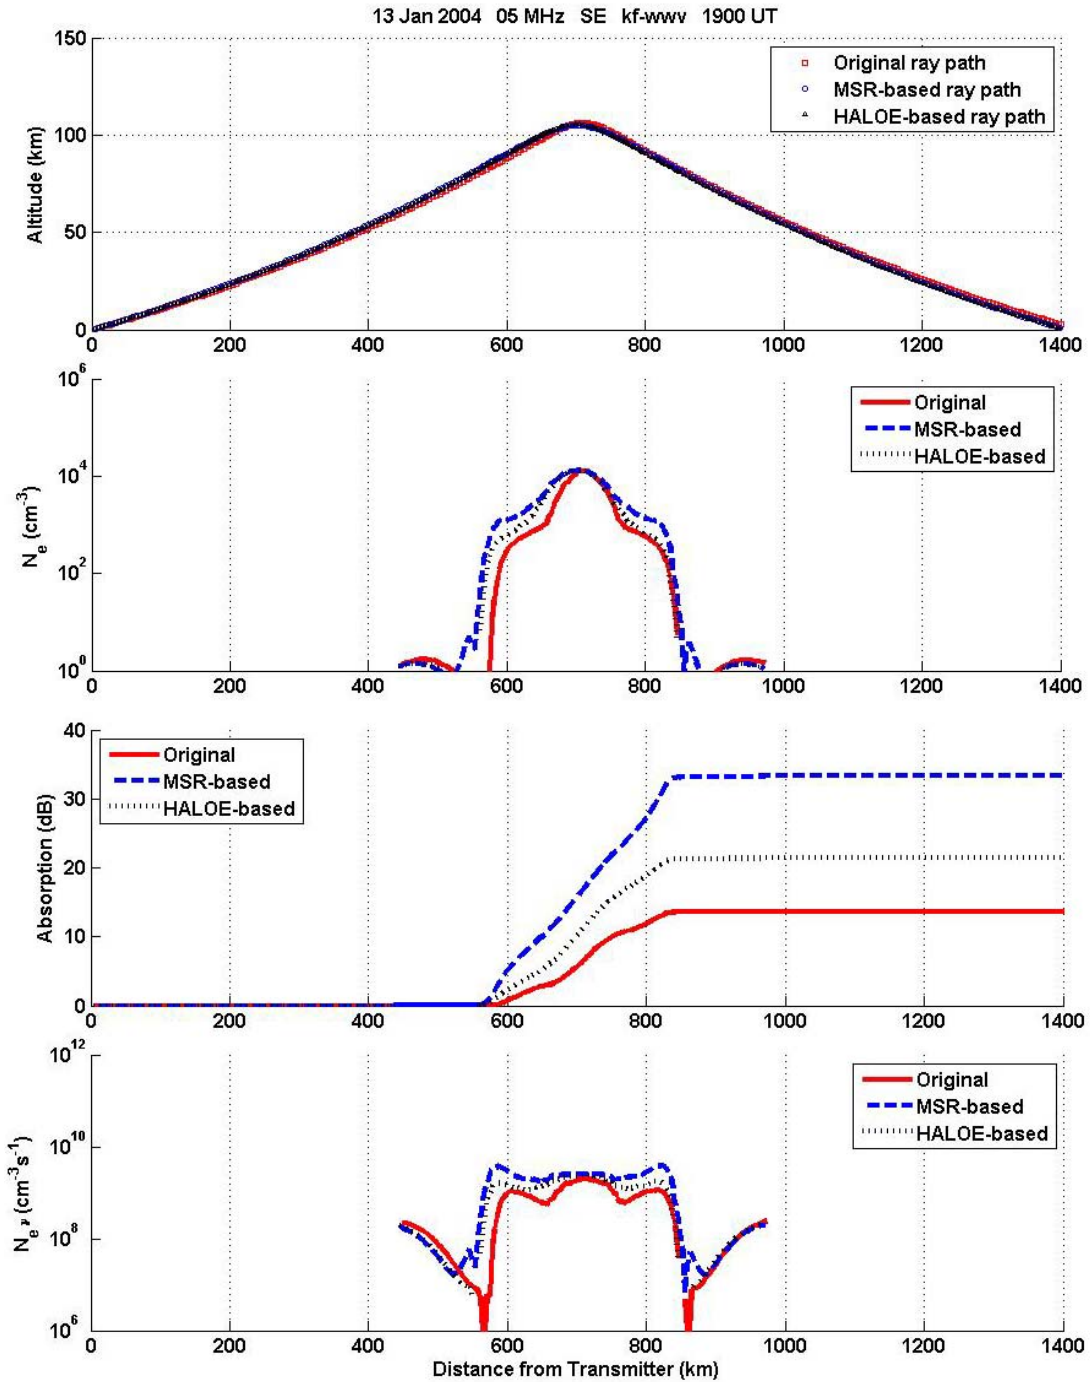 13 Jan 2004 05 MHz SE kf-wwv 1900 UT
150
100
50
0
Altitude (km)
Original ray path
MSR-based ray path
HALOE-based ray path
0 200 400 600 800 1000 1200 1400
10^6
10^4
10^2
10^0
N_e (cm^-3)
Original
MSR-based
HALOE-based
0 200 400 600 800 1000 1200 1400
40
30
20
10
0
Absorption (dB)
Original
MSR-based
HALOE-based
0 200 400 600 800 1000 1200 1400
10^12
10^10
10^8
10^6
N_e ν (cm^-3 s^-1)
Original
MSR-based
HALOE-based
0 200 400 600 800 1000 1200 1400
Distance from Transmitter (km)